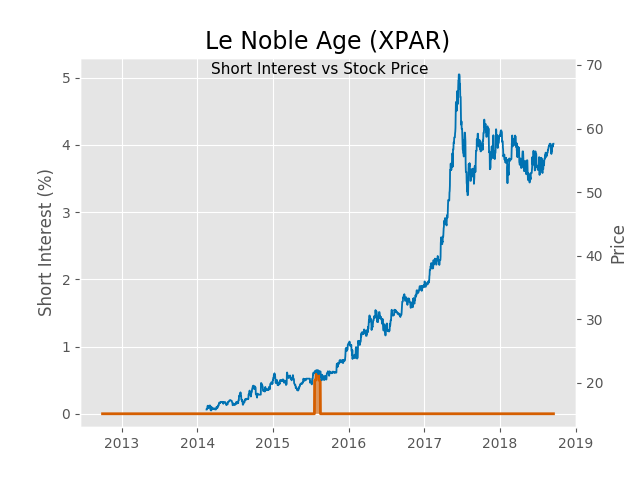 Le Noble Age (XPAR)
Short Interest vs Stock Price
Short Interest (%)
5
4
3
2
1
0
70
60
50
40
30
20
Price
2013 2014 2015 2016 2017 2018 2019